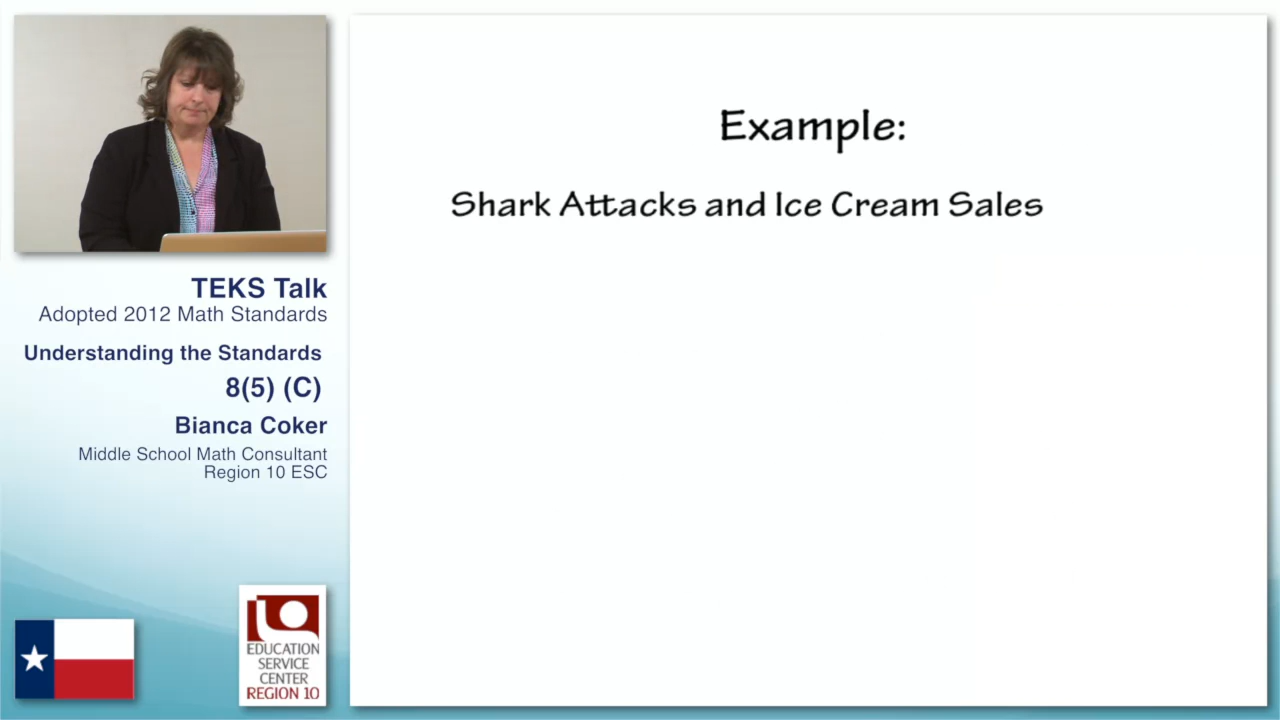 Example:
Shark Attacks and Ice Cream Sales
TEKS Talk
Adopted 2012 Math Standards
Understanding the Standards
8(5) (C)
Bianca Coker
Middle School Math Consultant
Region 10 ESC
EDUCATION
SERVICE
CENTER
REGION 10